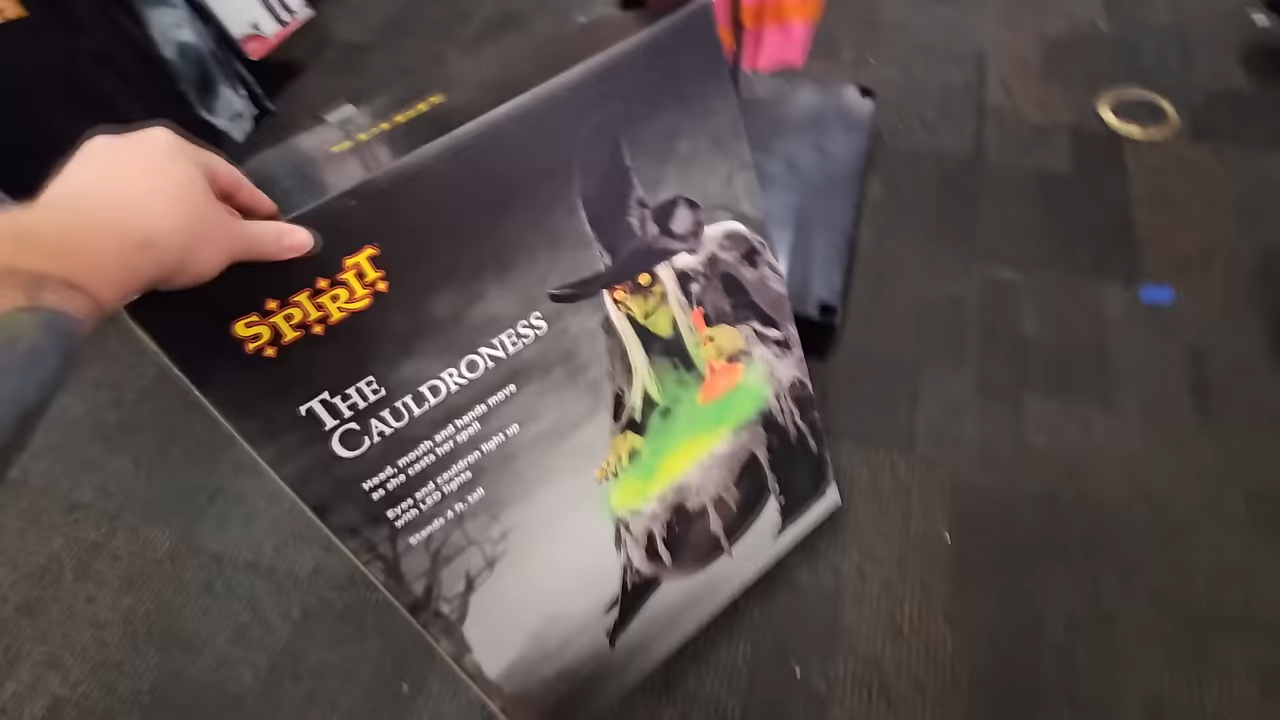 SPIRIT
THE
CAULDRONESS
Head, mouth and hands move
as she casts her spell
Eyes and cauldron light up
with LED lights
Stands 4 ft. tall